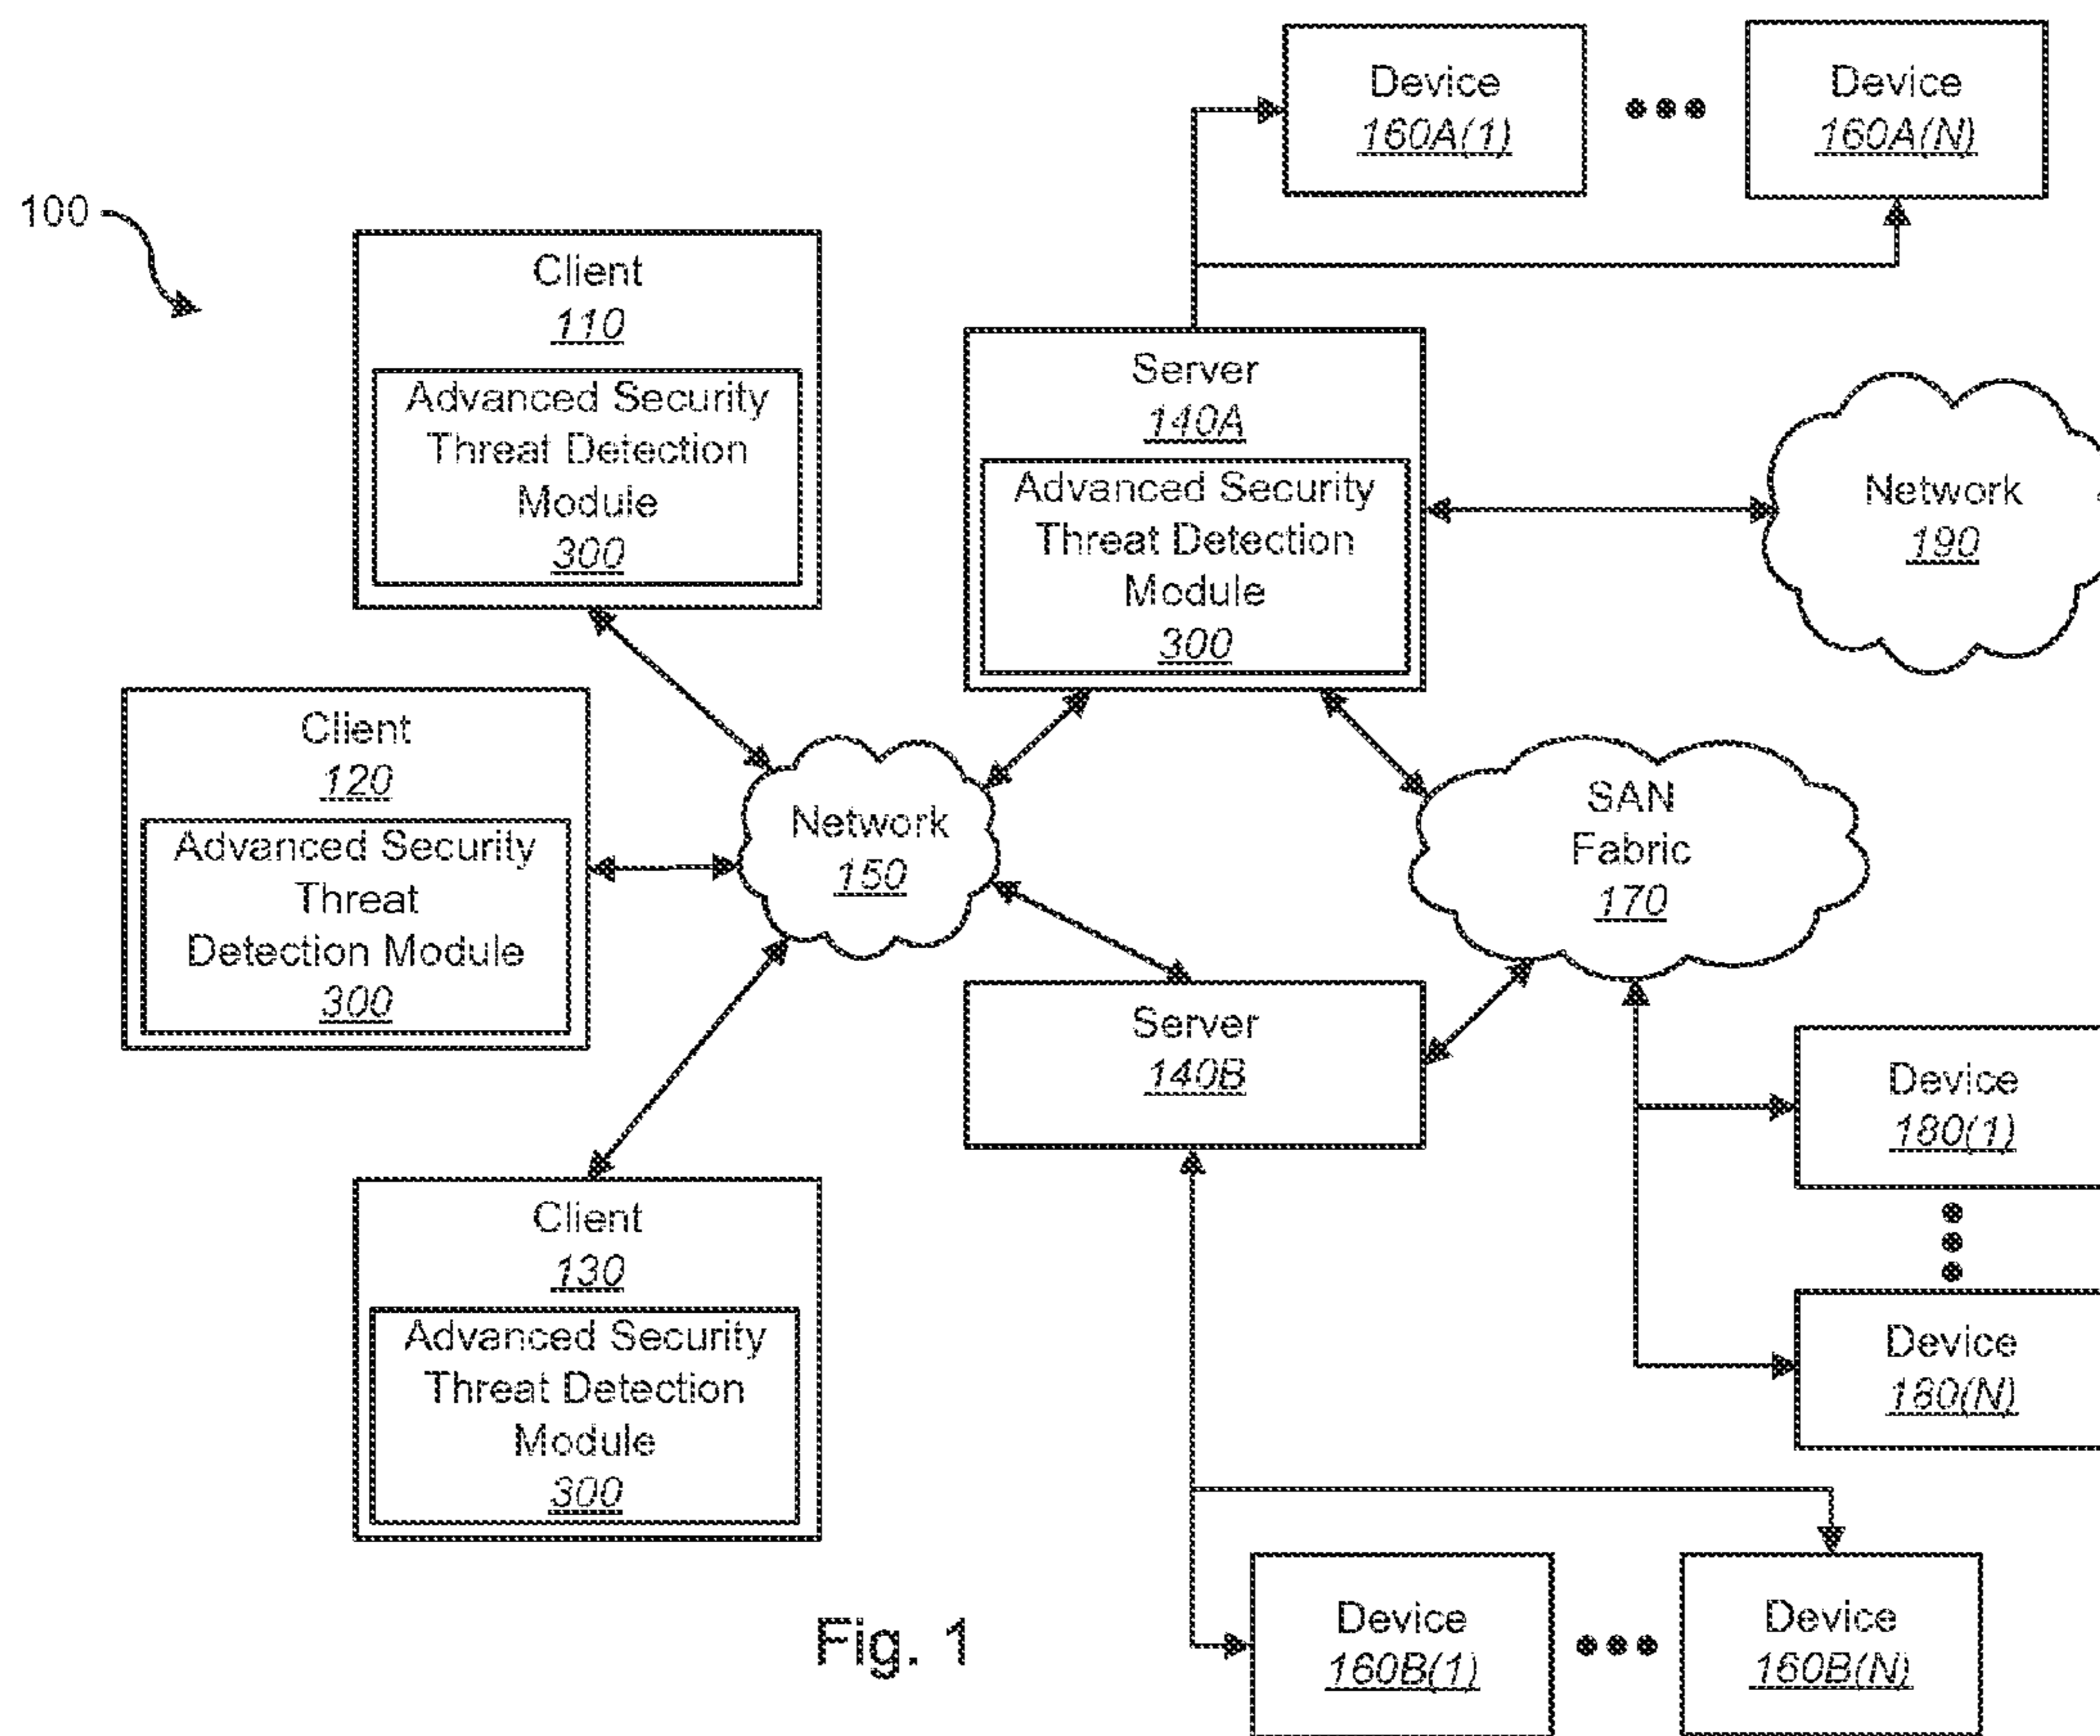 Device
160A(1)
Device
160A(N)
100
Client
110
Advanced Security
Threat Detection
Module
300
Server
140A
Advanced Security
Threat Detection
Module
300
Network
190
Client
120
Advanced Security
Threat
Detection Module
300
Network
150
SAN
Fabric
170
Server
140B
Device
180(1)
Device
180(N)
Client
130
Advanced Security
Threat Detection
Module
300
Device
160B(1)
Device
160B(N)
Fig. 1